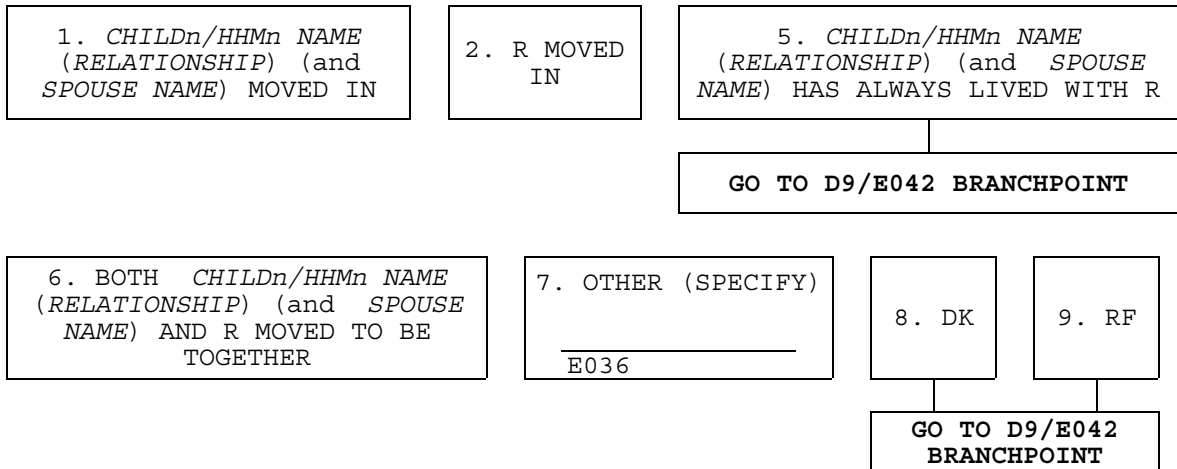 1. CHILDn/HHMn NAME
(RELATIONSHIP) (and
SPOUSE NAME) MOVED IN
2. R MOVED
IN
5. CHILDn/HHMn NAME
(RELATIONSHIP) (and SPOUSE
NAME) HAS ALWAYS LIVED WITH R
GO TO D9/E042 BRANCHPOINT
6. BOTH CHILDn/HHMn NAME
(RELATIONSHIP) (and SPOUSE
NAME) AND R MOVED TO BE
TOGETHER
7. OTHER (SPECIFY)
E036
8. DK
9. RF
GO TO D9/E042
BRANCHPOINT